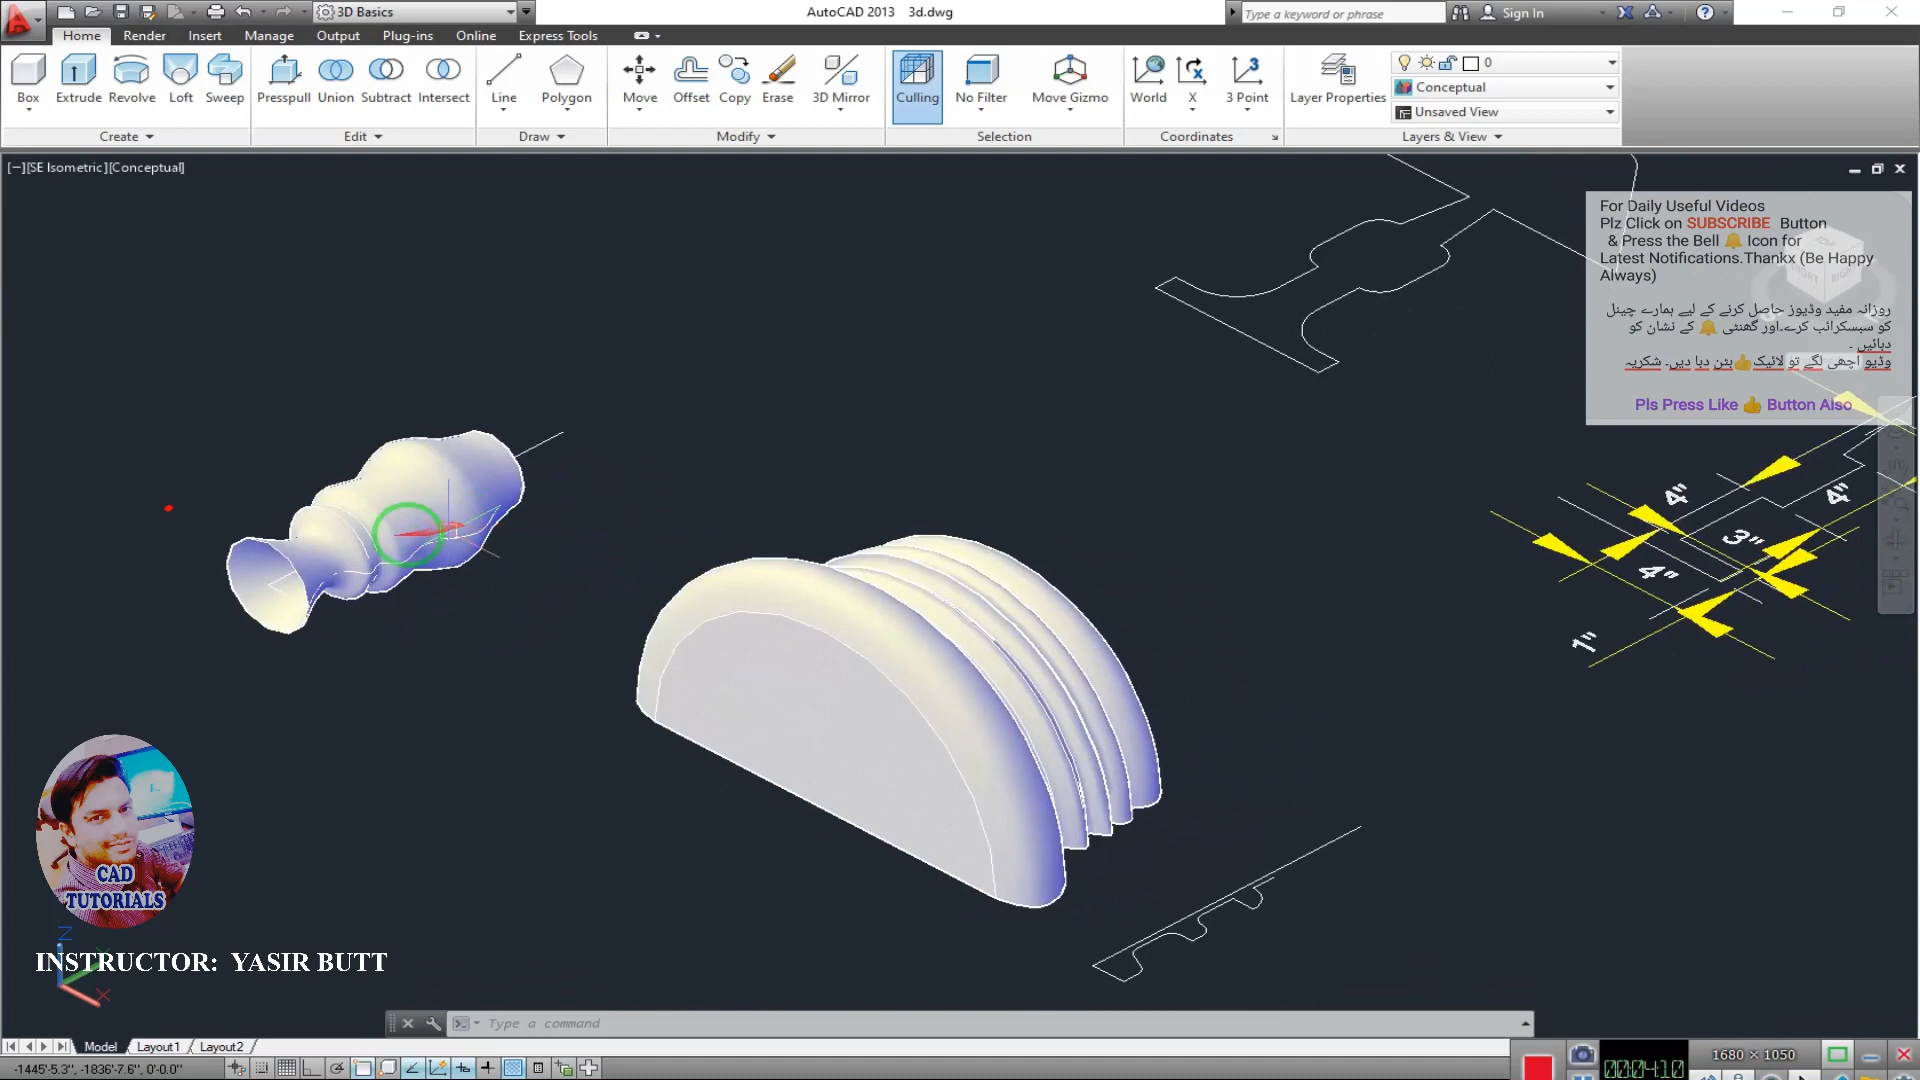 3D Basics
AutoCAD 2013 3d.dwg
Type a keyword or phrase
Sign In
Home Render Insert Manage Output Plug-ins Online Express Tools
Box Extrude Revolve Loft Sweep Presspull Union Subtract Intersect Line Polygon Move Offset Copy Erase 3D Mirror Culling No Filter Move Gizmo World X 3 Point Layer Properties
0
Conceptual
Unsaved View
Create Edit Draw Modify Selection Coordinates Layers & View
[−][SE Isometric][Conceptual]
For Daily Useful Videos
Plz Click on SUBSCRIBE Button
& Press the Bell 🔔 Icon for
Latest Notifications.Thankx (Be Happy
Always)
روزانہ مفید وڈیوز حاصل کرنے کے لیے ہمارے چینل
کو سبسکرائب کرے۔اور گھنٹی 🔔 کے نشان کو
دبائیں ۔
وڈیو اچھی لگے تو لائیک👍بٹن دبا دیں۔ شکریہ
Pls Press Like 👍 Button Also
4"
4"
3"
4"
1"
CAD
TUTORIALS
INSTRUCTOR: YASIR BUTT
Z
X
Type a command
Model Layout1 Layout2
-1445'-5.3", -1836'-7.6", 0'-0.0"
00:04:10
1680 × 1050